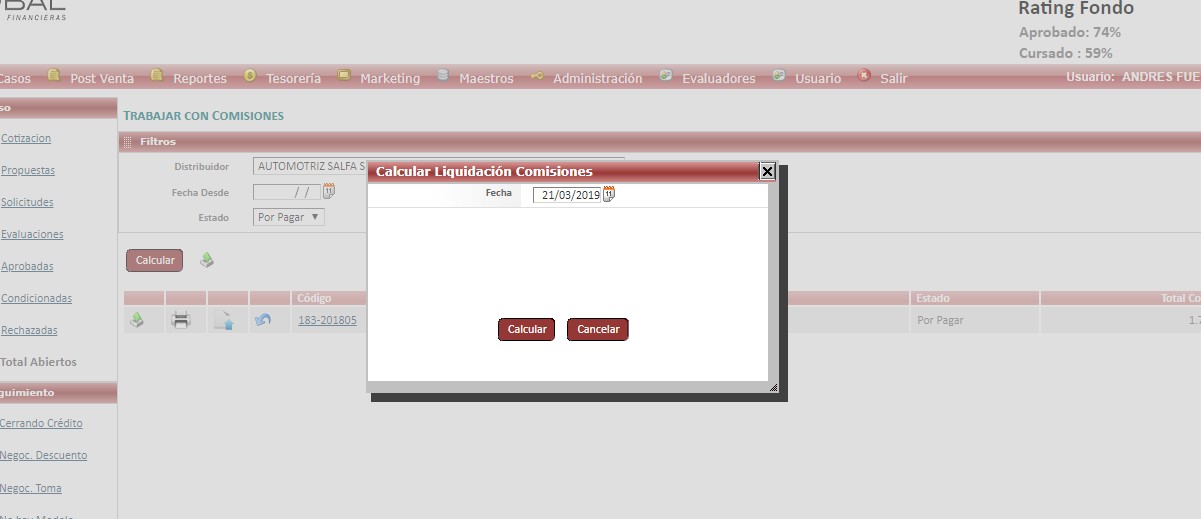 BAL
FINANCIERAS
Rating Fondo
Aprobado: 74%
Cursado : 59%
Casos Post Venta Reportes Tesorería Marketing Maestros Administración Evaluadores Usuario Salir Usuario: ANDRES FUE
so
Cotizacion
Propuestas
Solicitudes
Evaluaciones
Aprobadas
Condicionadas
Rechazadas
Total Abiertos
guimiento
Cerrando Crédito
Negoc. Descuento
Negoc. Toma
TRABAJAR CON COMISIONES
Filtros
Distribuidor AUTOMOTRIZ SALFA S
Fecha Desde / /
Estado Por Pagar
Calcular
Código Estado Total Co
183-201805 Por Pagar 1.7
Calcular Liquidación Comisiones
Fecha 21/03/2019
Calcular Cancelar